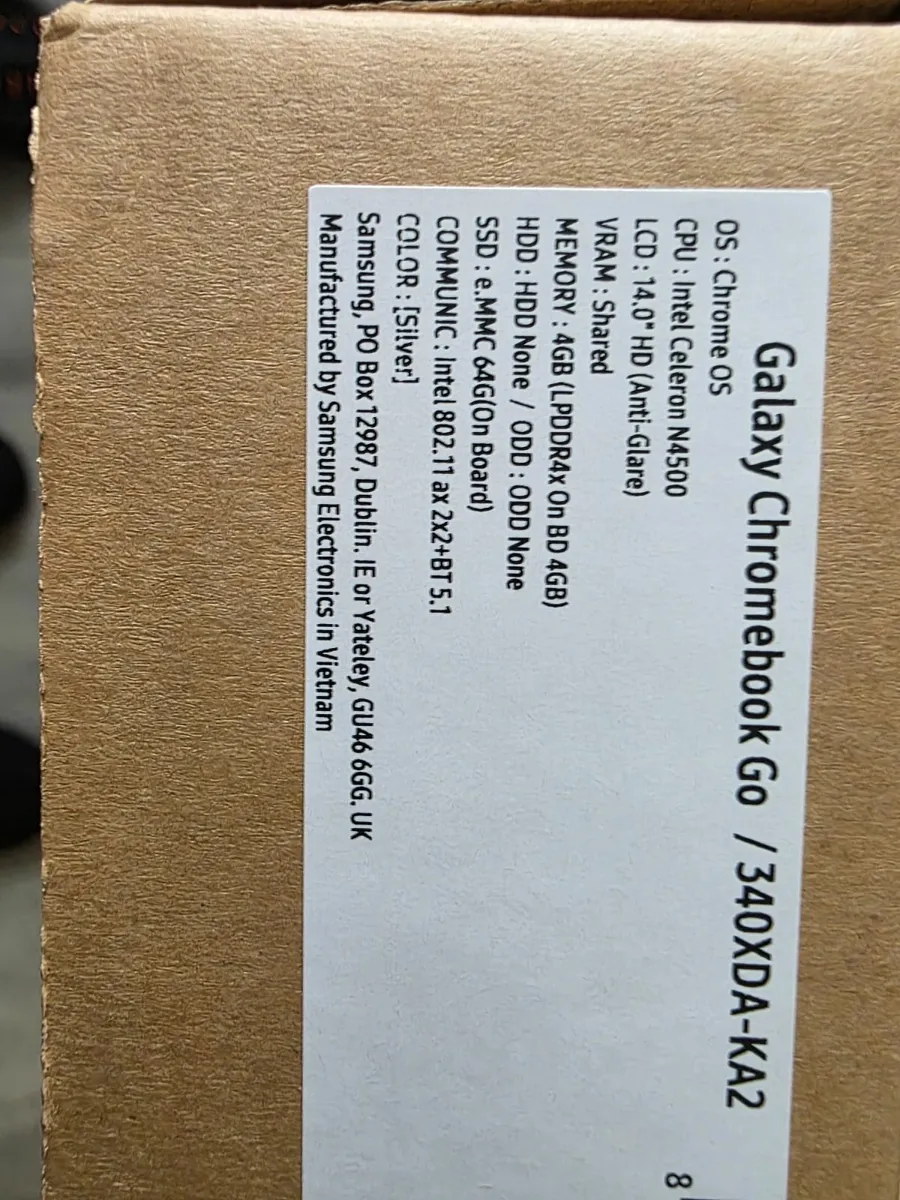 Galaxy Chromebook Go / 340XDA-KA2
OS : Chrome OS
CPU : Intel Celeron N4500
LCD : 14.0" HD (Anti-Glare)
VRAM : Shared
MEMORY : 4GB (LPDDR4x On BD 4GB)
HDD : HDD None / ODD : ODD None
SSD : e.MMC 64G(On Board)
COMMUNIC : Intel 802.11 ax 2x2+BT 5.1
COLOR : [Silver]
Samsung, PO Box 12987, Dublin. IE or Yateley, GU46 6GG. UK
Manufactured by Samsung Electronics in Vietnam
8